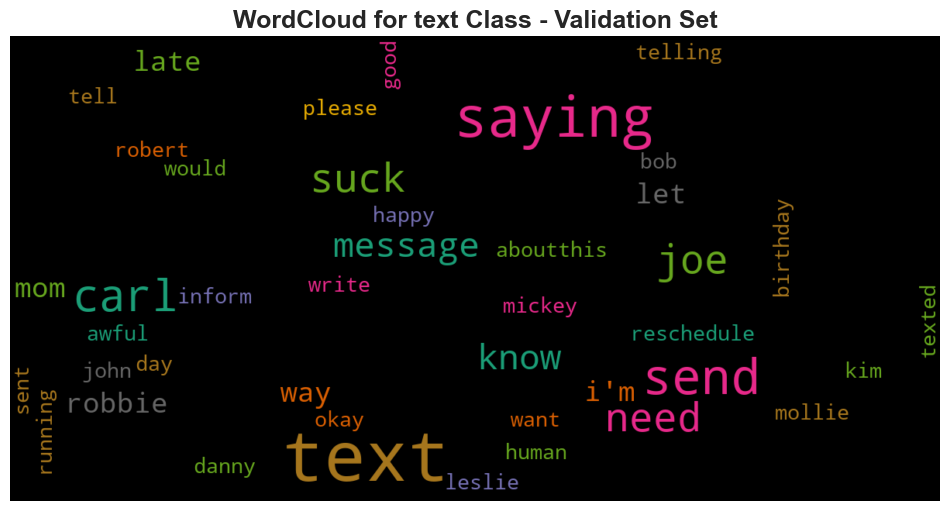 WordCloud for text Class - Validation Set
good
telling
late
tell
please
saying
robert
bob
would
suck
let
happy
birthday
message
aboutthis
joe
mom
carl
inform
write
mickey
texted
awful
reschedule
know
john
day
kim
sent
send
way
i'm
robbie
running
okay
want
need
mollie
text
human
danny
leslie